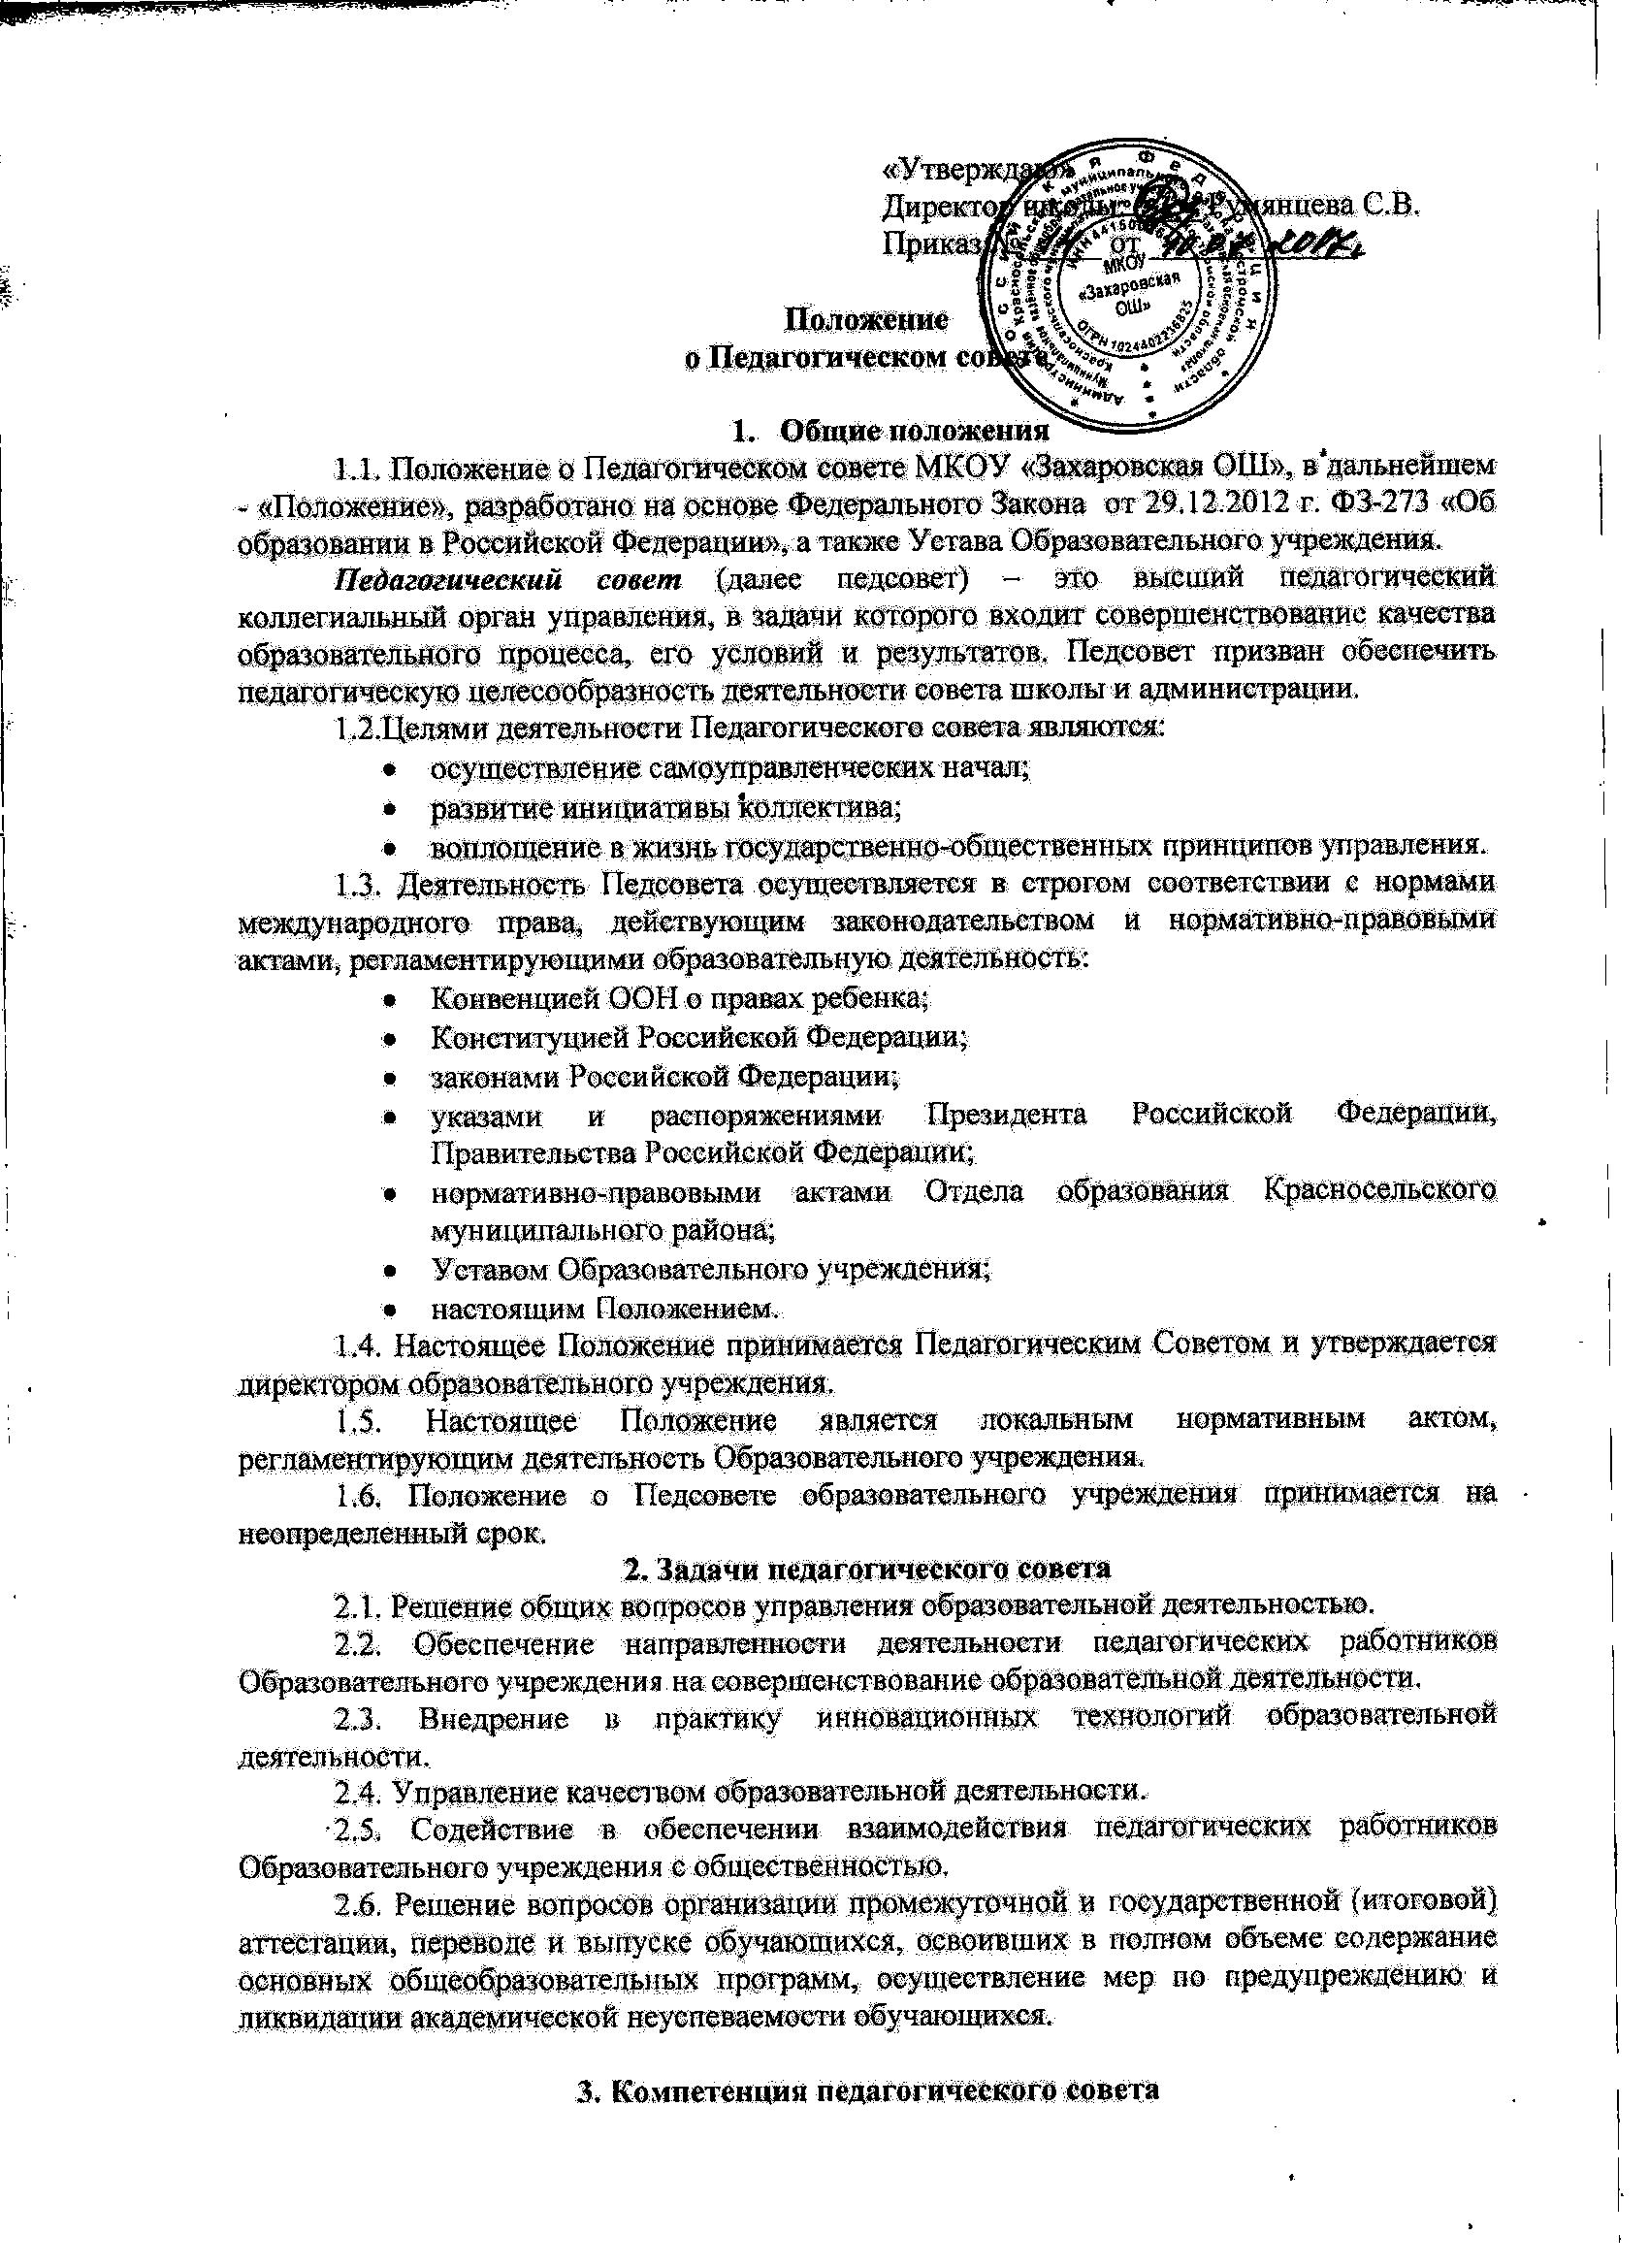 «Утверждаю»
Директор школы: Румянцева С.В.
Приказ № от 2017г.
МКОУ
«Захаровская
ОШ»
ОГРН 1024402236825
Положение
о Педагогическом совете
1. Общие положения
1.1. Положение о Педагогическом совете МКОУ «Захаровская ОШ», в дальнейшем
- «Положение», разработано на основе Федерального Закона от 29.12.2012 г. ФЗ-273 «Об
образовании в Российской Федерации», а также Устава Образовательного учреждения.
Педагогический совет (далее педсовет) – это высший педагогический
коллегиальный орган управления, в задачи которого входит совершенствование качества
образовательного процесса, его условий и результатов. Педсовет призван обеспечить
педагогическую целесообразность деятельности совета школы и администрации.
1.2.Целями деятельности Педагогического совета являются:
• осуществление самоуправленческих начал;
• развитие инициативы коллектива;
• воплощение в жизнь государственно-общественных принципов управления.
1.3. Деятельность Педсовета осуществляется в строгом соответствии с нормами
международного права, действующим законодательством и нормативно-правовыми
актами, регламентирующими образовательную деятельность:
• Конвенцией ООН о правах ребенка;
• Конституцией Российской Федерации;
• законами Российской Федерации;
• указами и распоряжениями Президента Российской Федерации,
Правительства Российской Федерации;
• нормативно-правовыми актами Отдела образования Красносельского
муниципального района;
• Уставом Образовательного учреждения;
• настоящим Положением.
1.4. Настоящее Положение принимается Педагогическим Советом и утверждается
директором образовательного учреждения.
1.5. Настоящее Положение является локальным нормативным актом,
регламентирующим деятельность Образовательного учреждения.
1.6. Положение о Педсовете образовательного учреждения принимается на
неопределенный срок.
2. Задачи педагогического совета
2.1. Решение общих вопросов управления образовательной деятельностью.
2.2. Обеспечение направленности деятельности педагогических работников
Образовательного учреждения на совершенствование образовательной деятельности.
2.3. Внедрение в практику инновационных технологий образовательной
деятельности.
2.4. Управление качеством образовательной деятельности.
2.5. Содействие в обеспечении взаимодействия педагогических работников
Образовательного учреждения с общественностью.
2.6. Решение вопросов организации промежуточной и государственной (итоговой)
аттестации, переводе и выпуске обучающихся, освоивших в полном объеме содержание
основных общеобразовательных программ, осуществление мер по предупреждению и
ликвидации академической неуспеваемости обучающихся.
3. Компетенция педагогического совета